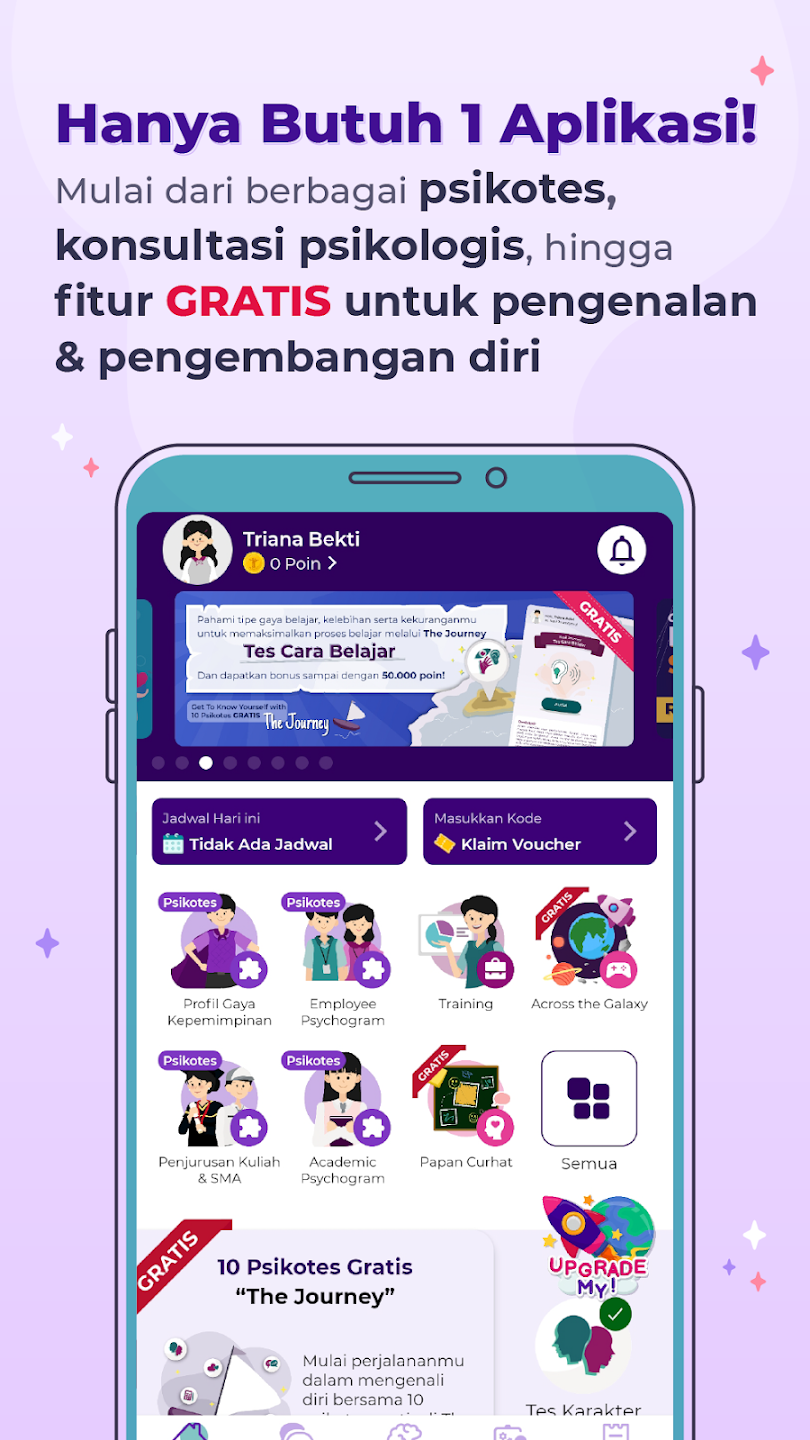 Hanya Butuh 1 Aplikasi!
Mulai dari berbagai psikotes,
konsultasi psikologis, hingga
fitur GRATIS untuk pengenalan
& pengembangan diri
Triana Bekti
0 Poin
Pahami tipe gaya belajar, kelebihan serta kekuranganmu
untuk memaksimalkan proses belajar melalui The Journey
Tes Cara Belajar
Dan dapatkan bonus sampai dengan 50.000 poin!
Get To Know Yourself with
10 Psikotus GRATIS
The Journey
GRATIS
Jadwal Hari ini
Tidak Ada Jadwal
Masukkan Kode
Klaim Voucher
Psikotes
Profil Gaya
Kepemimpinan
Psikotes
Employee
Psychogram
Training
GRATIS
Across the Galaxy
Psikotes
Penjurusan Kuliah
& SMA
Psikotes
Academic
Psychogram
GRATIS
Papan Curhat
Semua
GRATIS
10 Psikotes Gratis
“The Journey”
Mulai perjalananmu
dalam mengenali
diri bersama 10
UPGRADE
My!
Tes Karakter